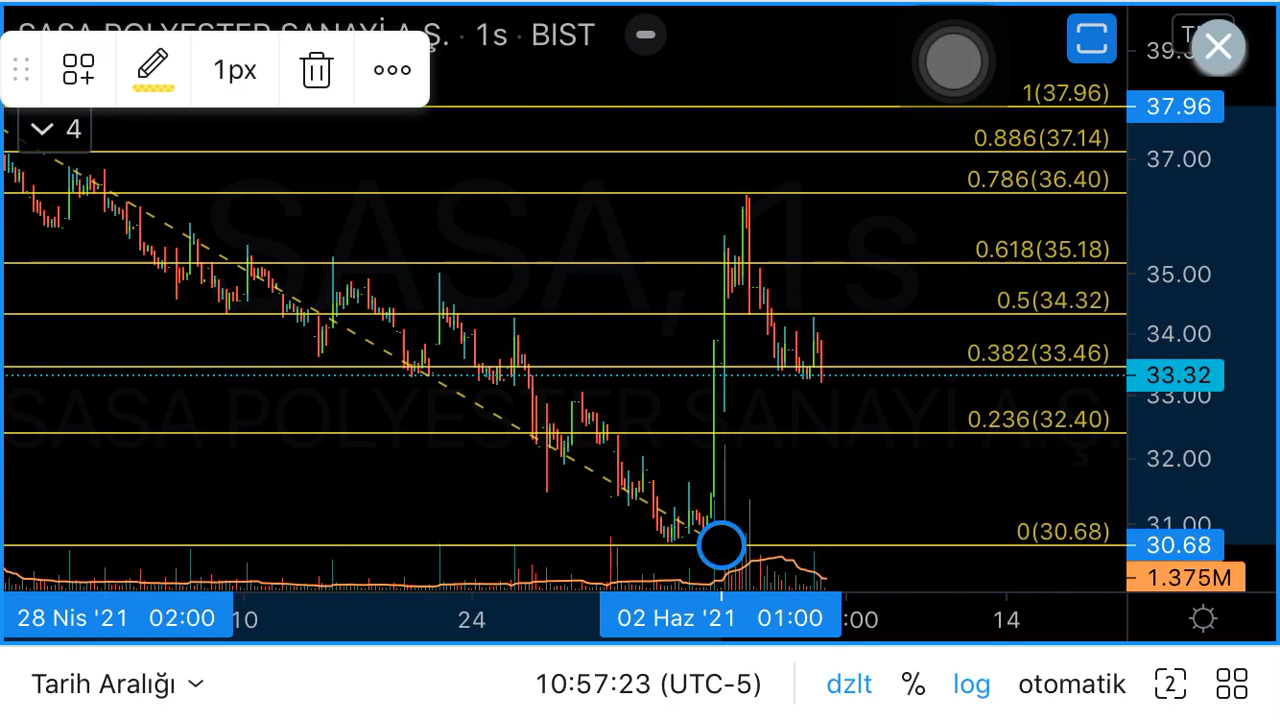 SASA POLYESTER SANAYİ A.Ş. · 1s · BIST
1px
4
SASA, 1s
SASA POLYESTER SANAYİ A.Ş.
1(37.96)
0.886(37.14)
0.786(36.40)
0.618(35.18)
0.5(34.32)
0.382(33.46)
0.236(32.40)
0(30.68)
37.96
37.00
35.00
34.00
33.32
33.00
32.00
31.00
30.68
1.375M
28 Nis '21 02:00
10
24
02 Haz '21 01:00
:00
14
Tarih Aralığı
10:57:23 (UTC-5)
dzlt
%
log
otomatik
2